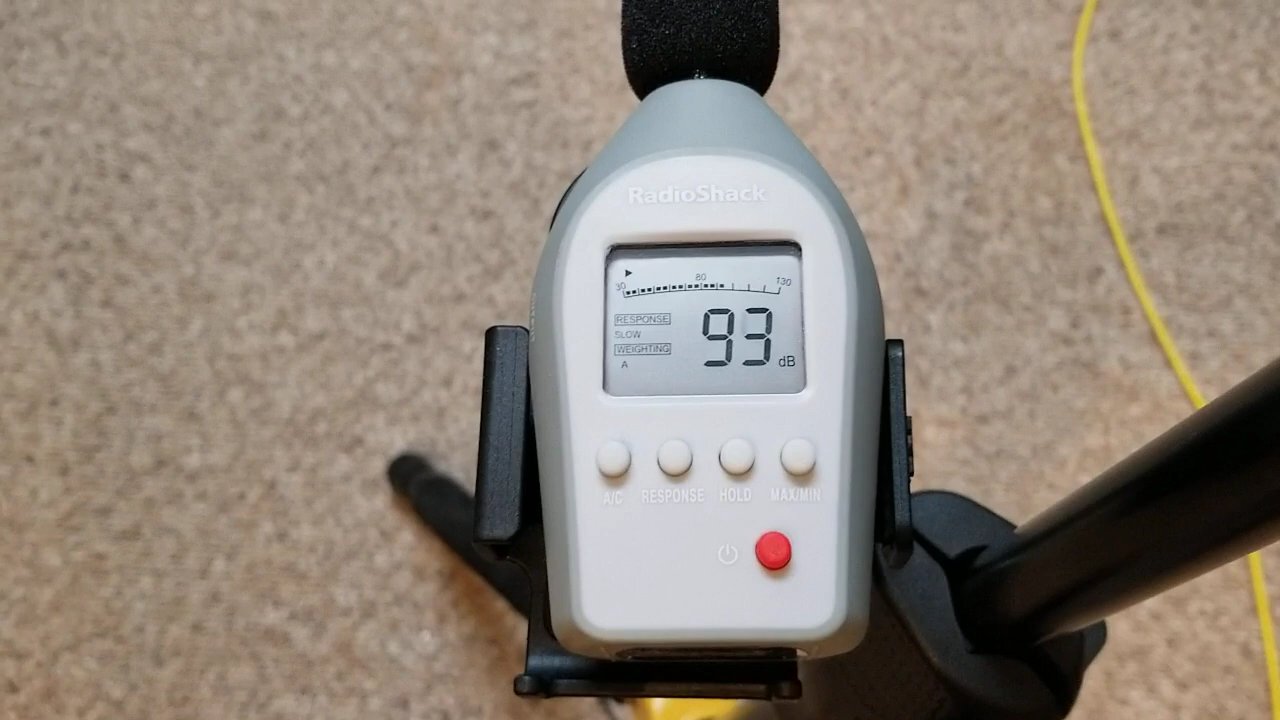 RadioShack
30 80 130
RESPONSE
SLOW
93 dB
WEIGHTING
A
A/C RESPONSE HOLD MAX/MIN